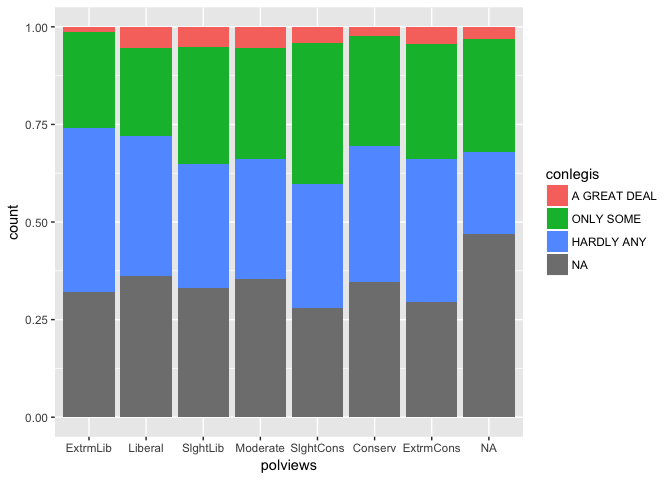 1.00
0.75
0.50
0.25
0.00
count
ExtrmLib Liberal SlghtLib Moderate SlghtCons Conserv ExtrmCons NA
polviews
conlegis
A GREAT DEAL
ONLY SOME
HARDLY ANY
NA